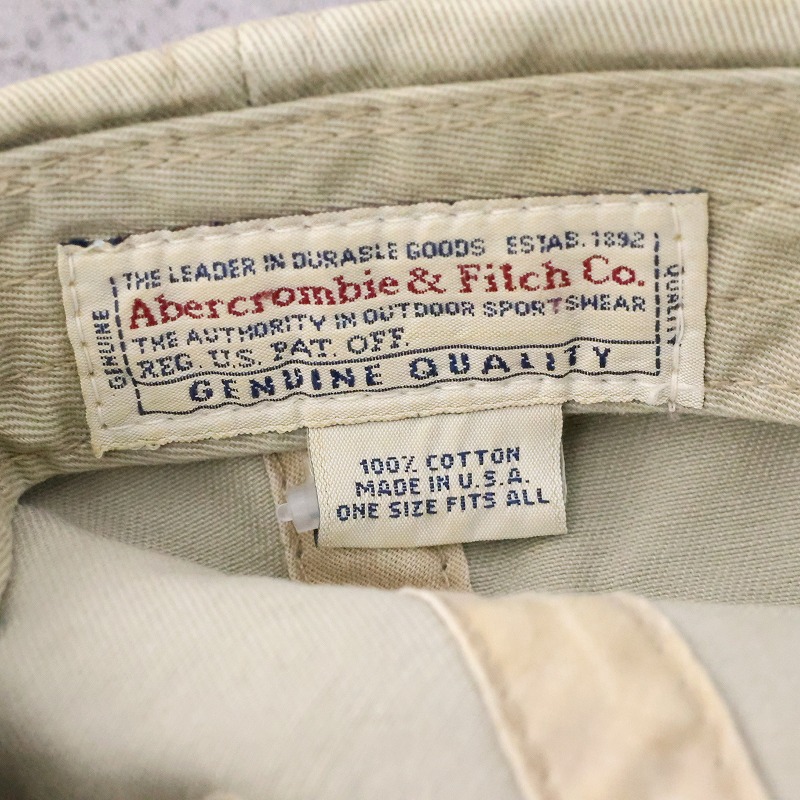 THE LEADER IN DURABLE GOODS ESTAB. 1892
Abercrombie & Fitch Co.
THE AUTHORITY IN OUTDOOR SPORTSWEAR
REG. U.S. PAT. OFF.
GENUINE QUALITY
GENUINE
QUALITY
100% COTTON
MADE IN U.S.A.
ONE SIZE FITS ALL